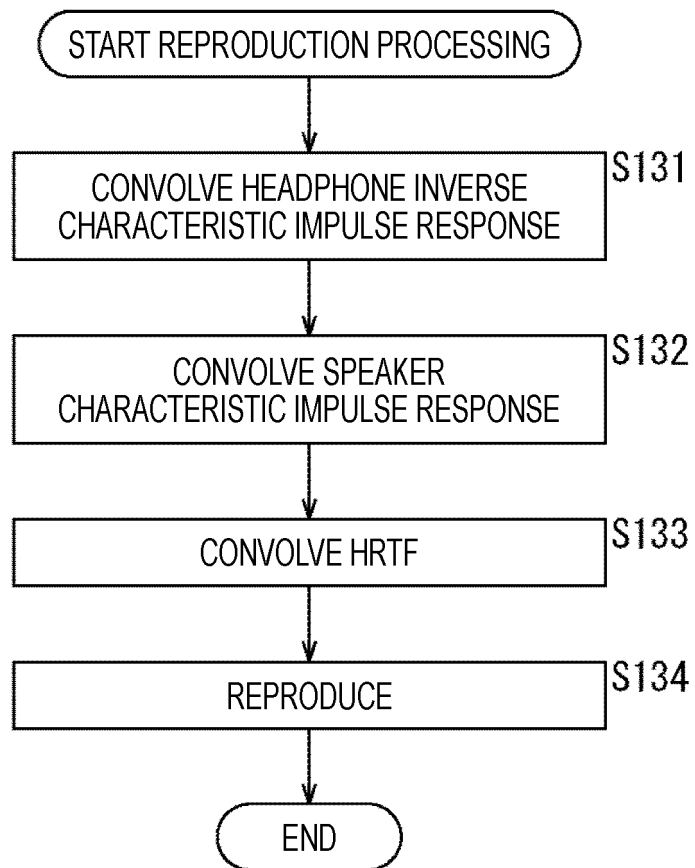 START REPRODUCTION PROCESSING
S131
CONVOLVE HEADPHONE INVERSE
CHARACTERISTIC IMPULSE RESPONSE
S132
CONVOLVE SPEAKER
CHARACTERISTIC IMPULSE RESPONSE
S133
CONVOLVE HRTF
S134
REPRODUCE
END